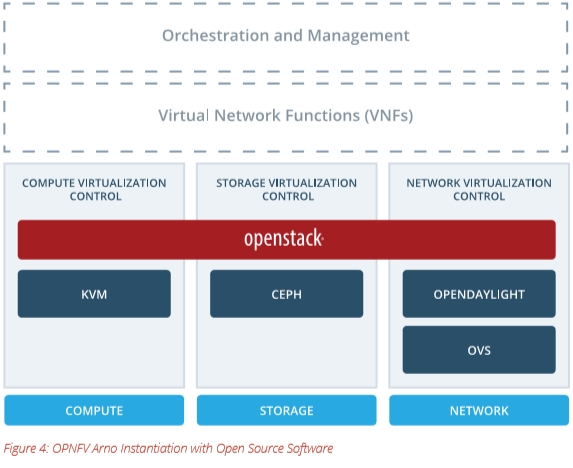 Orchestration and Management
Virtual Network Functions (VNFs)
COMPUTE VIRTUALIZATION
CONTROL
STORAGE VIRTUALIZATION
CONTROL
NETWORK VIRTUALIZATION
CONTROL
openstack
KVM
CEPH
OPENDAYLIGHT
OVS
COMPUTE
STORAGE
NETWORK
Figure 4: OPNFV Arno Instantiation with Open Source Software